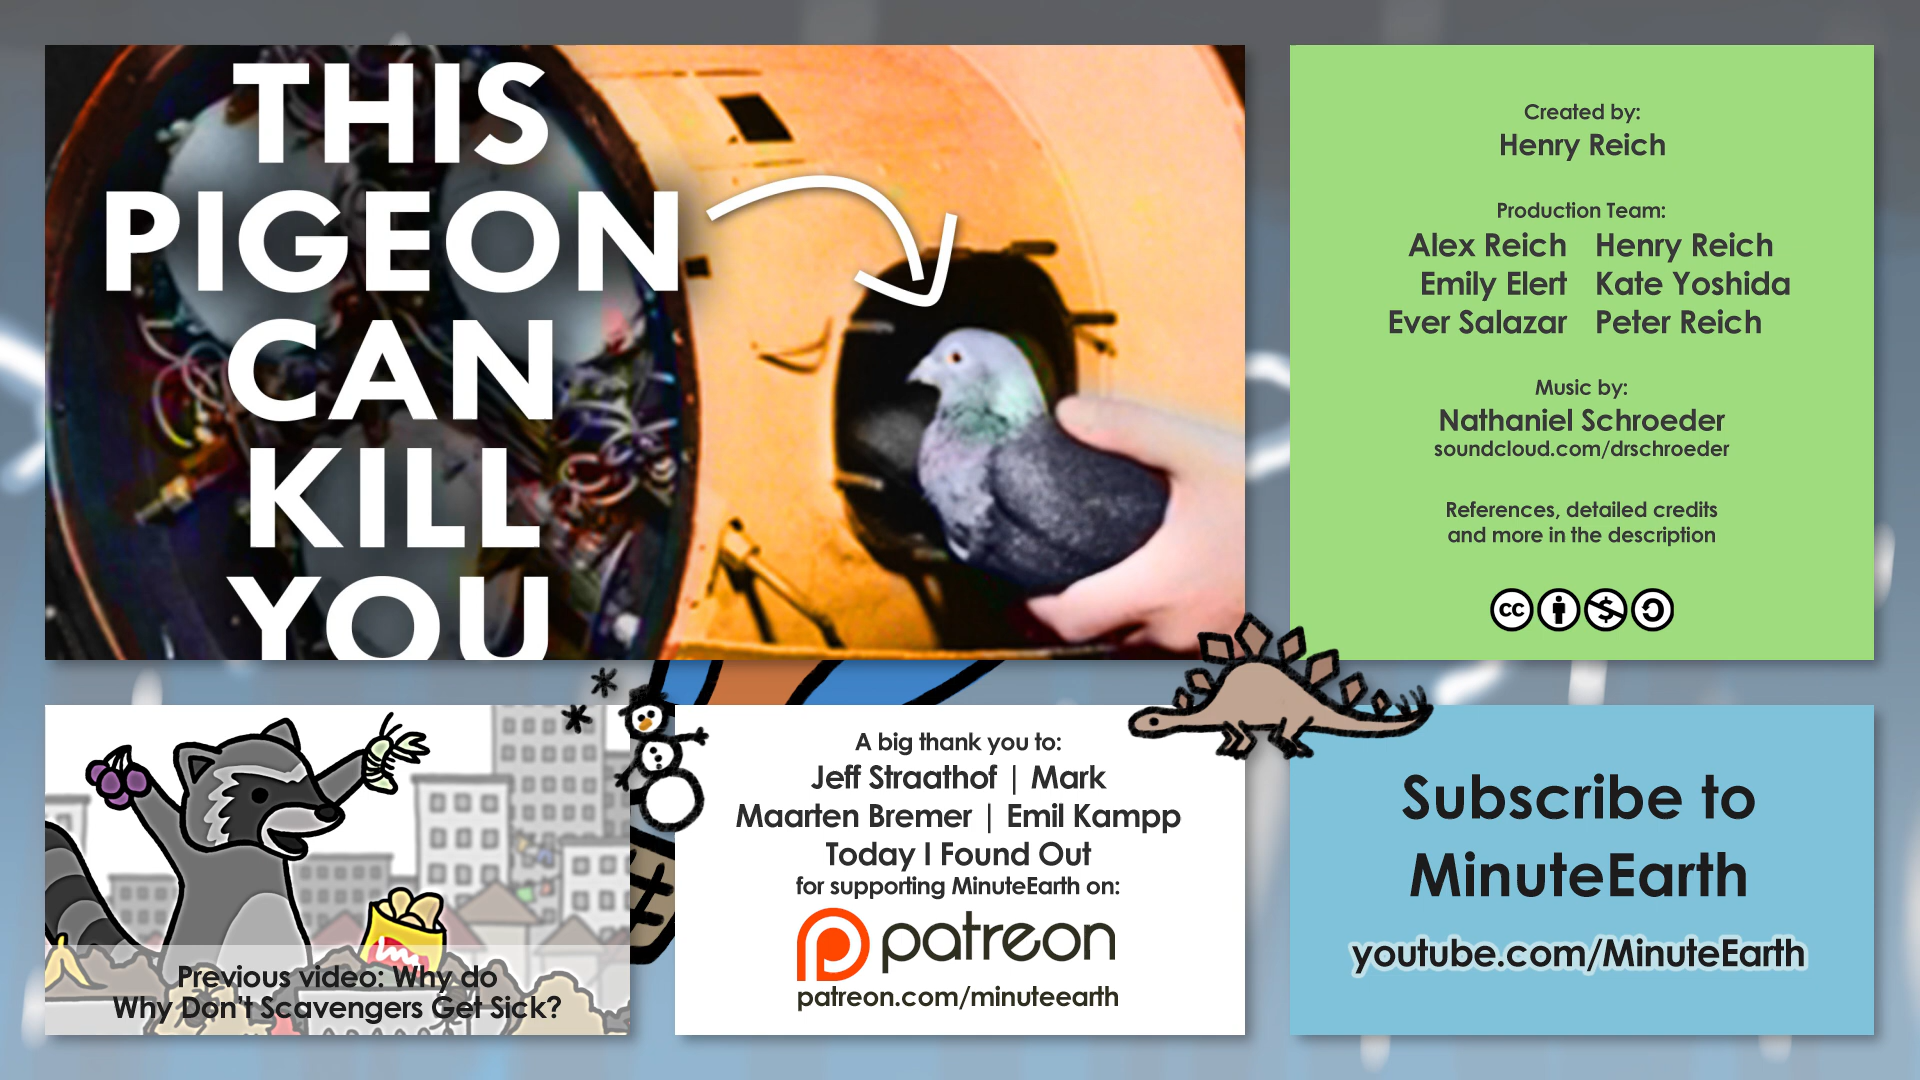 THIS
PIGEON
CAN
KILL
YOU
Created by:
Henry Reich
Production Team:
Alex Reich Henry Reich
Emily Elert Kate Yoshida
Ever Salazar Peter Reich
Music by:
Nathaniel Schroeder
soundcloud.com/drschroeder
References, detailed credits
and more in the description
cc
Previous video: Why do
Why Don't Scavengers Get Sick?
A big thank you to:
Jeff Straathof | Mark
Maarten Bremer | Emil Kampp
Today I Found Out
for supporting MinuteEarth on:
patreon
patreon.com/minuteearth
Subscribe to
MinuteEarth
youtube.com/MinuteEarth